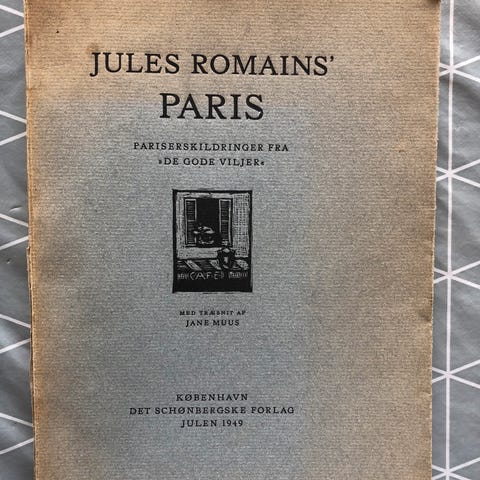 JULES ROMAINS'
PARIS
PARISERSKILDRINGER FRA
»DE GODE VILJER«
CAFE
MED TRÆSNIT AF
JANE MUUS
KØBENHAVN
DET SCHØNBERGSKE FORLAG
JULEN 1949